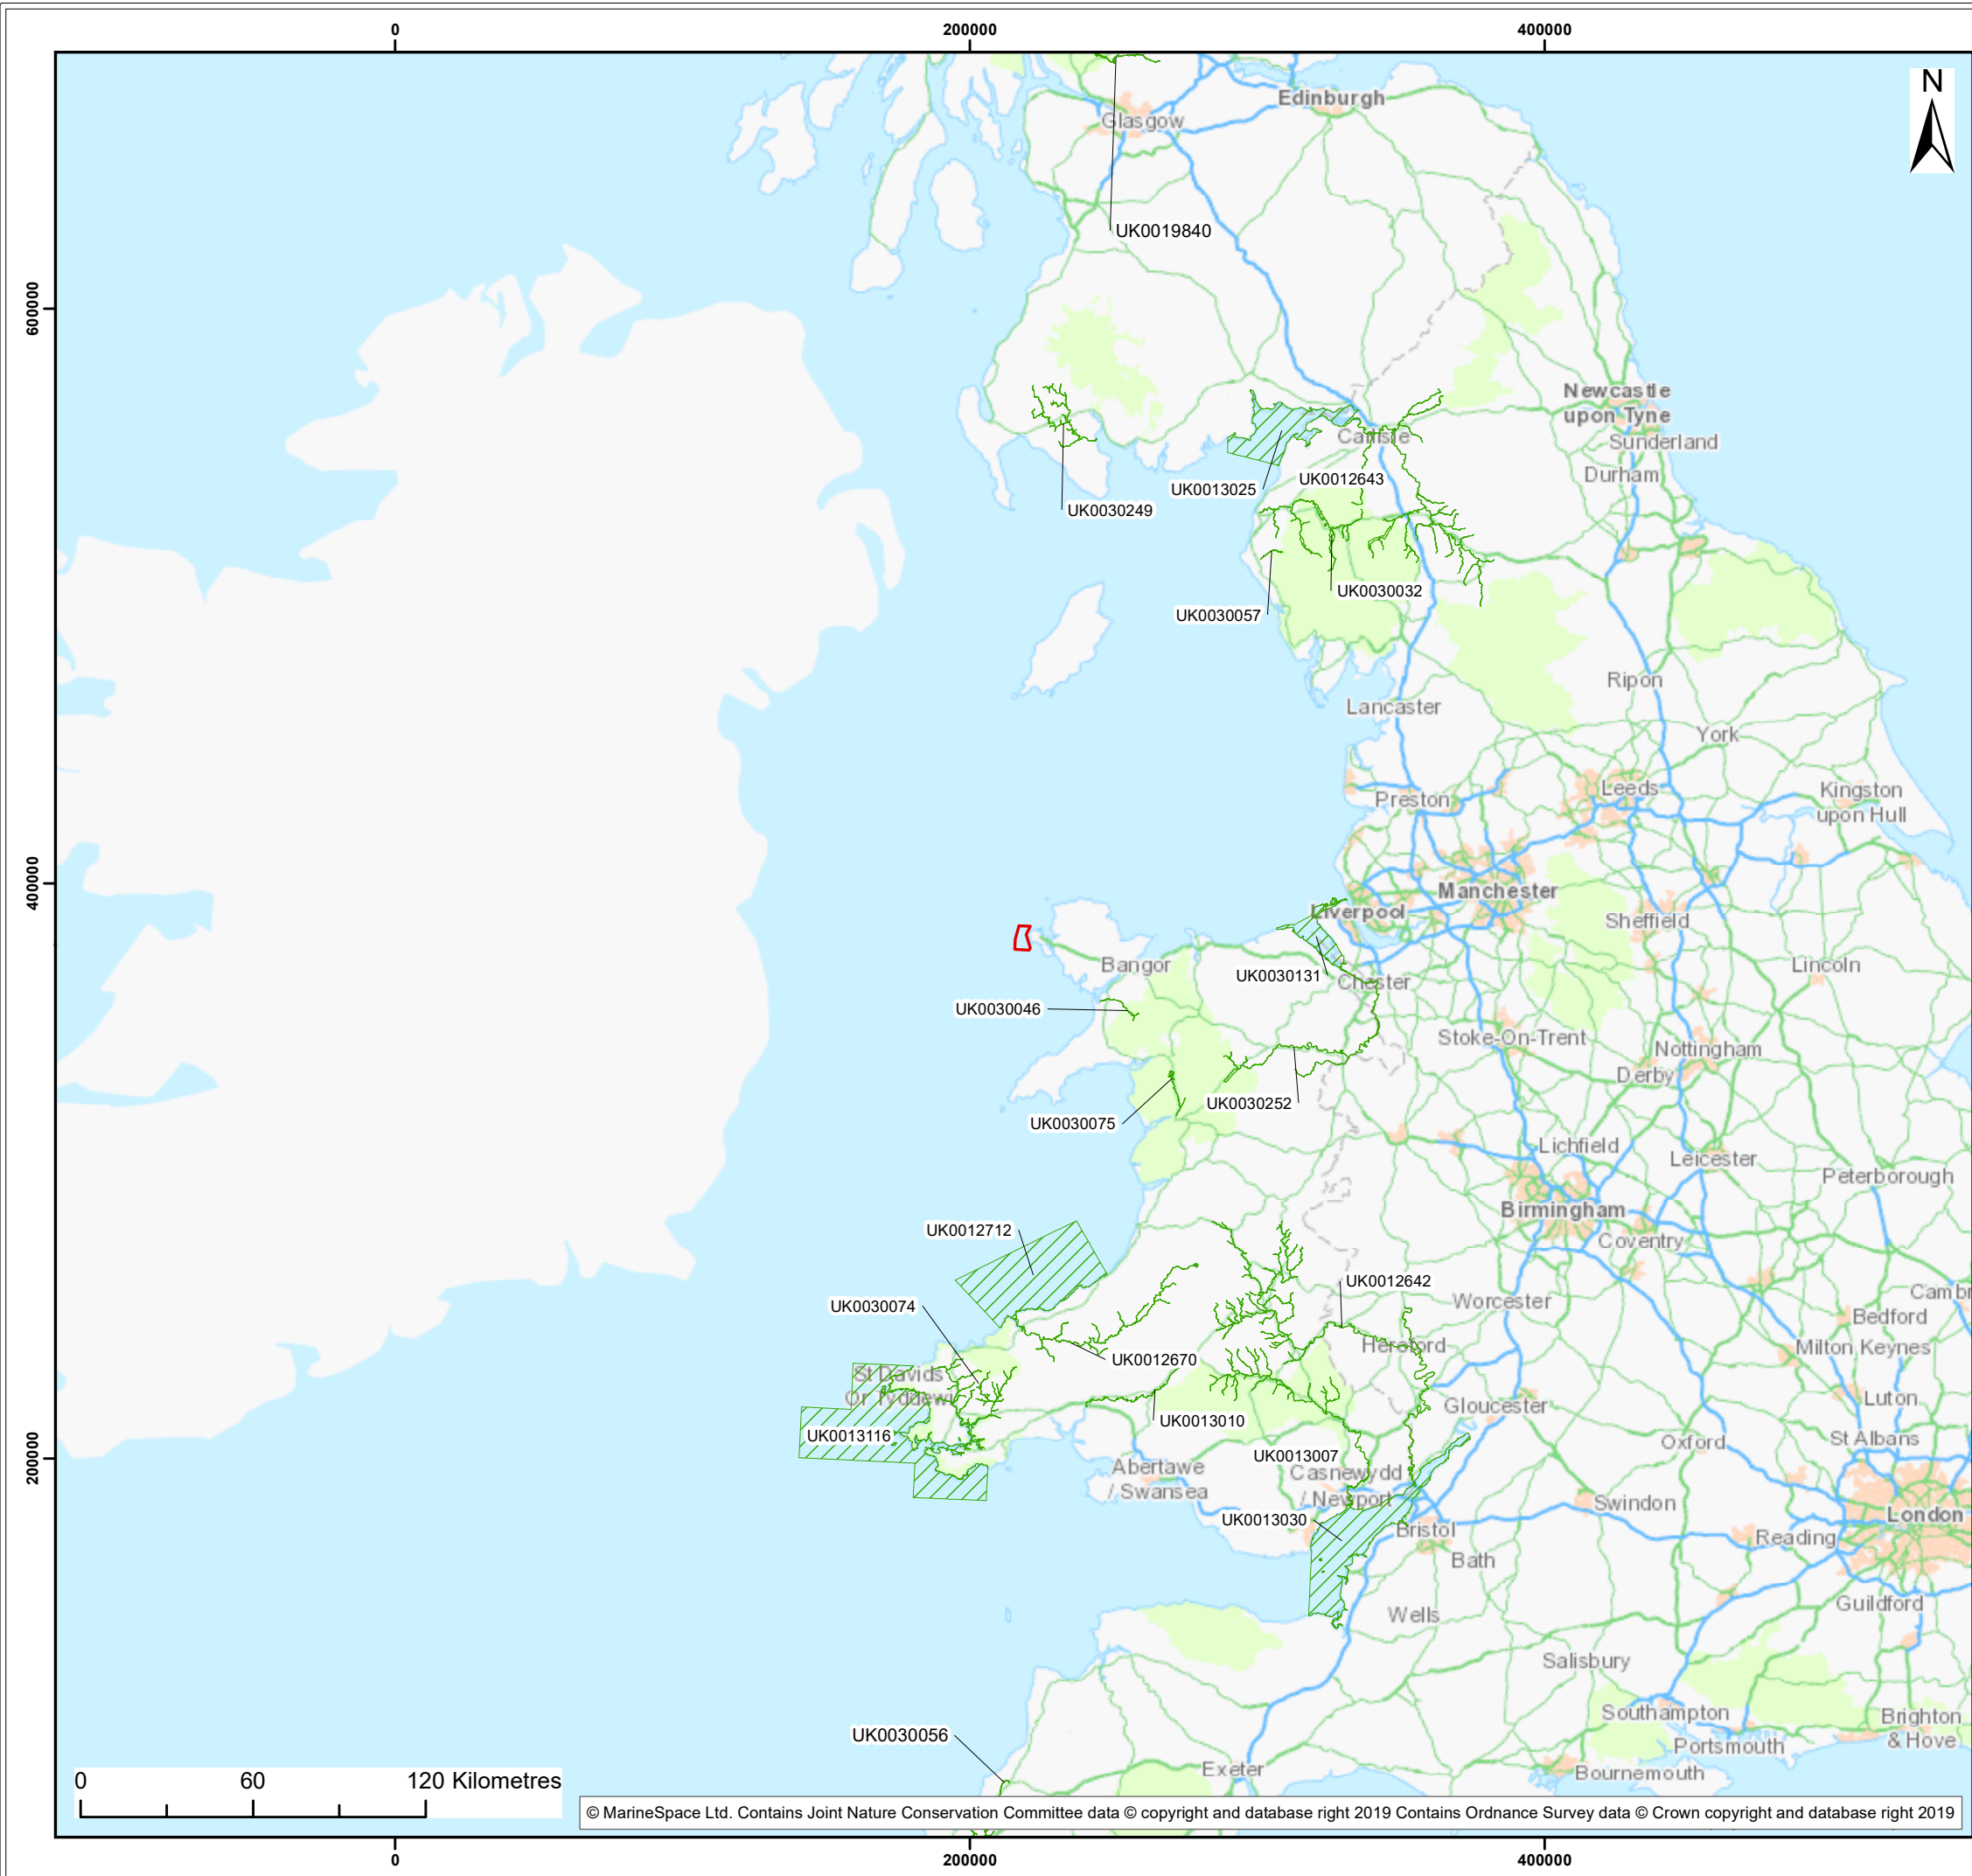 0
200000
400000
N
Edinburgh
Glasgow
UK0019840
600000
Newcastle
upon Tyne
Carlisle
Sunderland
Durham
UK0012643
UK0013025
UK0030249
UK0030032
UK0030057
Ripon
Lancaster
York
Preston
Leeds
Kingston
upon Hull
400000
Manchester
Liverpool
Sheffield
Bangor
Lincoln
UK0030131
Chester
UK0030046
Stoke-On-Trent
Nottingham
Derby
UK0030252
UK0030075
Lichfield
Leicester
Peterborough
Birmingham
UK0012712
Coventry
UK0012642
Cambr
UK0030074
Worcester
Bedford
Hereford
Milton Keynes
UK0012670
St Davids
Or Tyddewi
Luton
Gloucester
UK0013010
UK0013116
St Albans
Oxford
200000
UK0013007
Abertawe
/ Swansea
Casnewydd
/ Newport
Swindon
London
UK0013030
Bristol
Reading
Bath
Guildford
Wells
Salisbury
Southampton
Brighton
& Hove
UK0030056
Portsmouth
Exeter
Bournemouth
0 60 120 Kilometres
© MarineSpace Ltd. Contains Joint Nature Conservation Committee data © copyright and database right 2019 Contains Ordnance Survey data © Crown copyright and database right 2019
0
200000
400000